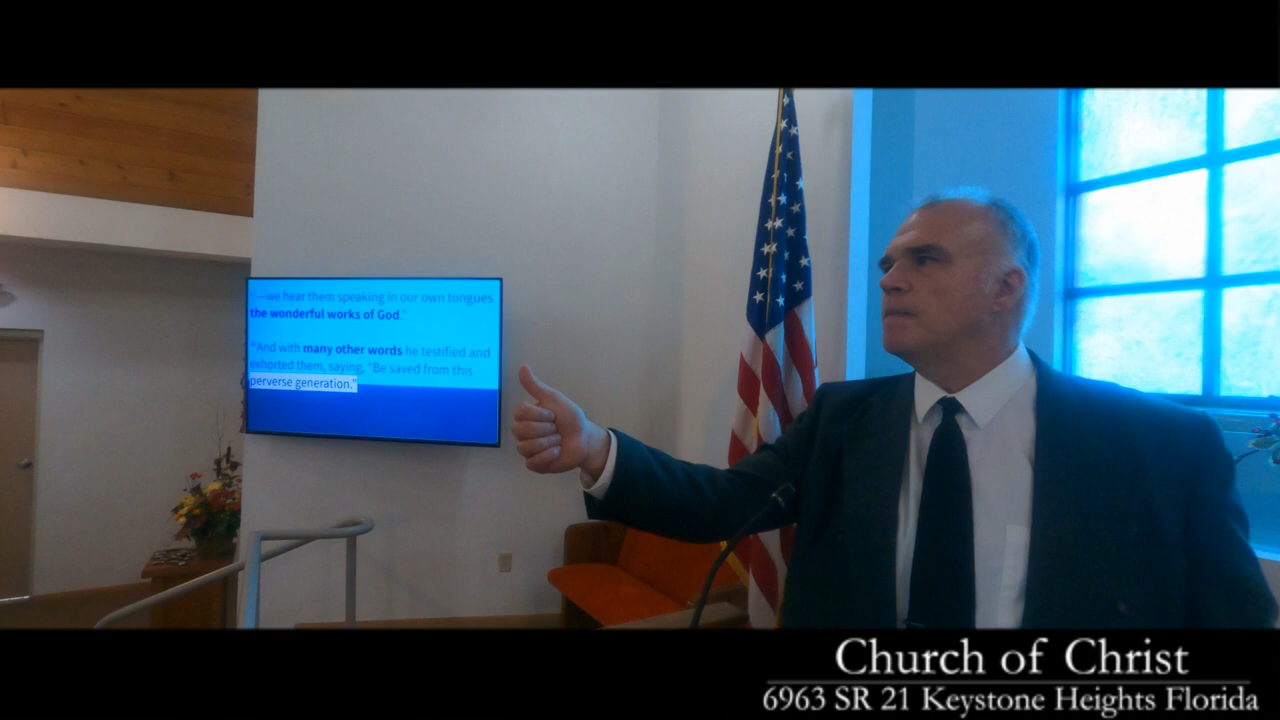 "—we hear them speaking in our own tongues
the wonderful works of God."
"And with many other words he testified and
exhorted them, saying, "Be saved from this
perverse generation."
Church of Christ
6963 SR 21 Keystone Heights Florida